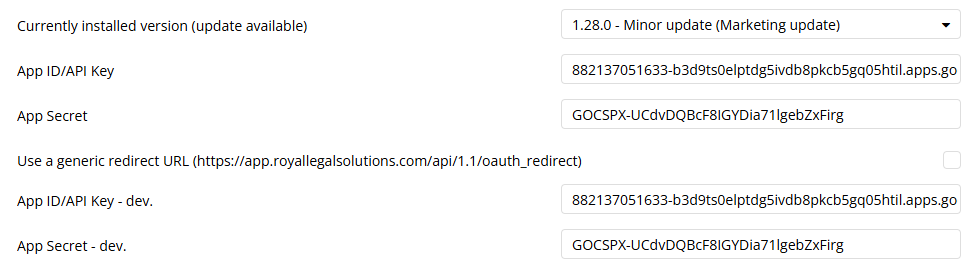 Currently installed version (update available) 1.28.0 - Minor update (Marketing update)
App ID/API Key 882137051633-b3d9ts0elptdg5ivdb8pkcb5gq05htil.apps.go
App Secret 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
Use a generic redirect URL (https://app.royallegalsolutions.com/api/1.1/oauth_redirect)
App ID/API Key - dev. 882137051633-b3d9ts0elptdg5ivdb8pkcb5gq05htil.apps.go
App Secret - dev. 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